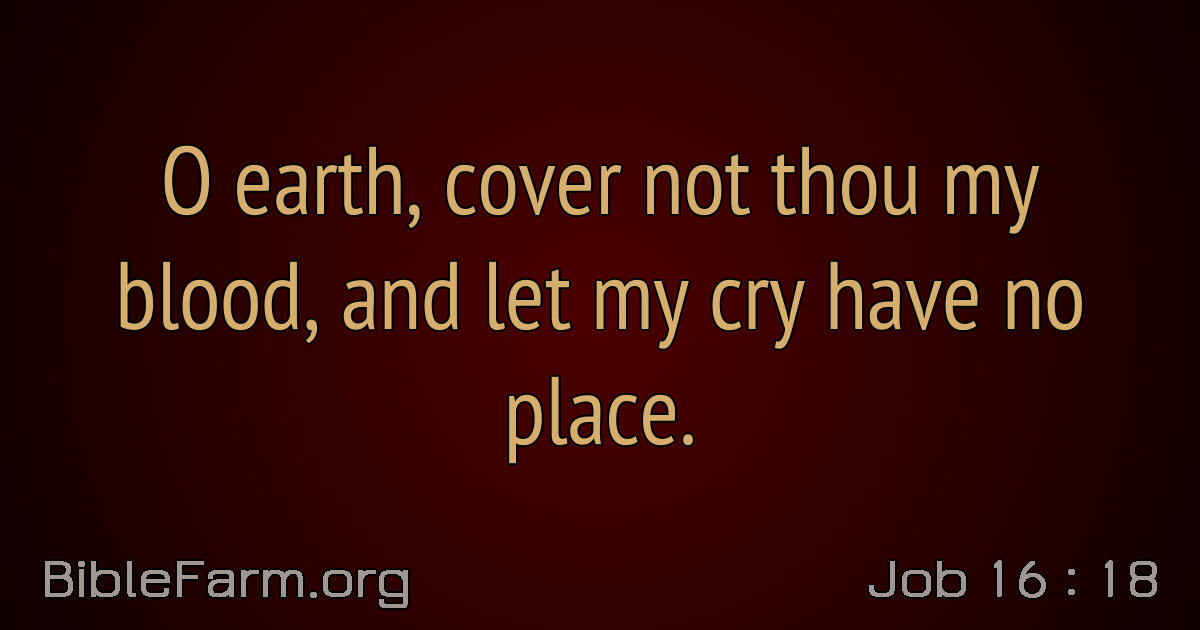 O earth, cover not thou my
blood, and let my cry have no
place.
BibleFarm.org
Job 16 : 18